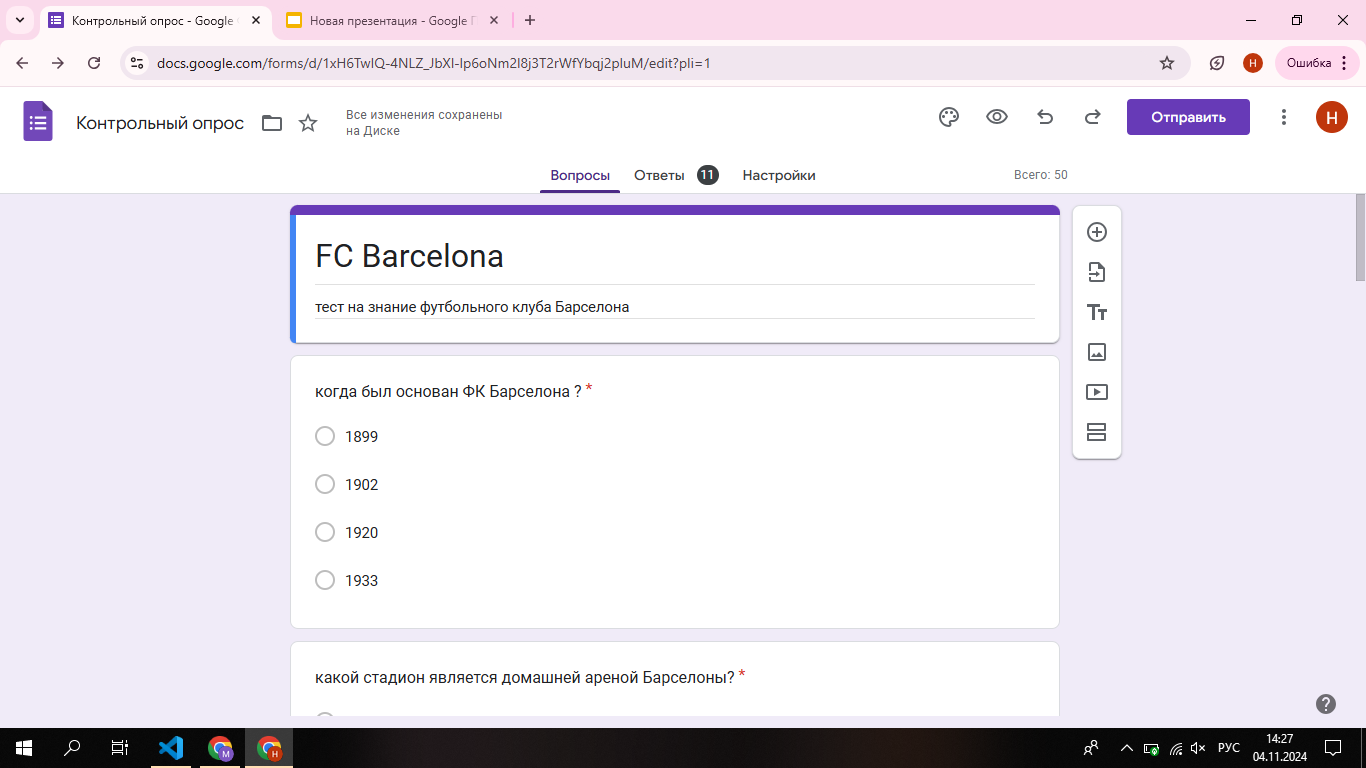 Контрольный опрос - Google
Новая презентация - Google
docs.google.com/forms/d/1xH6TwIQ-4NLZ_JbXI-Ip6oNm2I8j3T2rWfYbqj2pIuM/edit?pli=1
Н
Ошибка
Контрольный опрос
Все изменения сохранены
на Диске
Отправить
Н
Вопросы
Ответы 11
Настройки
Всего: 50
FC Barcelona
тест на знание футбольного клуба Барселона
когда был основан ФК Барселона ? *
1899
1902
1920
1933
какой стадион является домашней ареной Барселоны? *
М
Н
РУС
14:27
04.11.2024